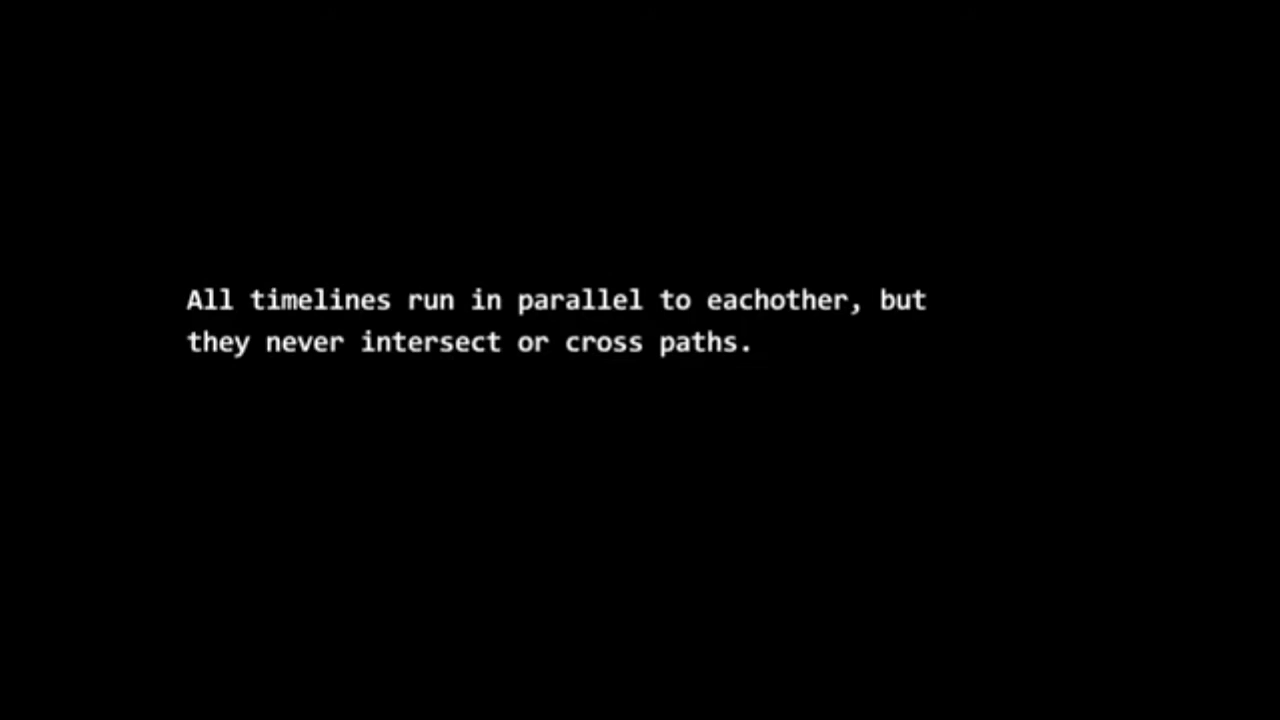 All timelines run in parallel to eachother, but
they never intersect or cross paths.